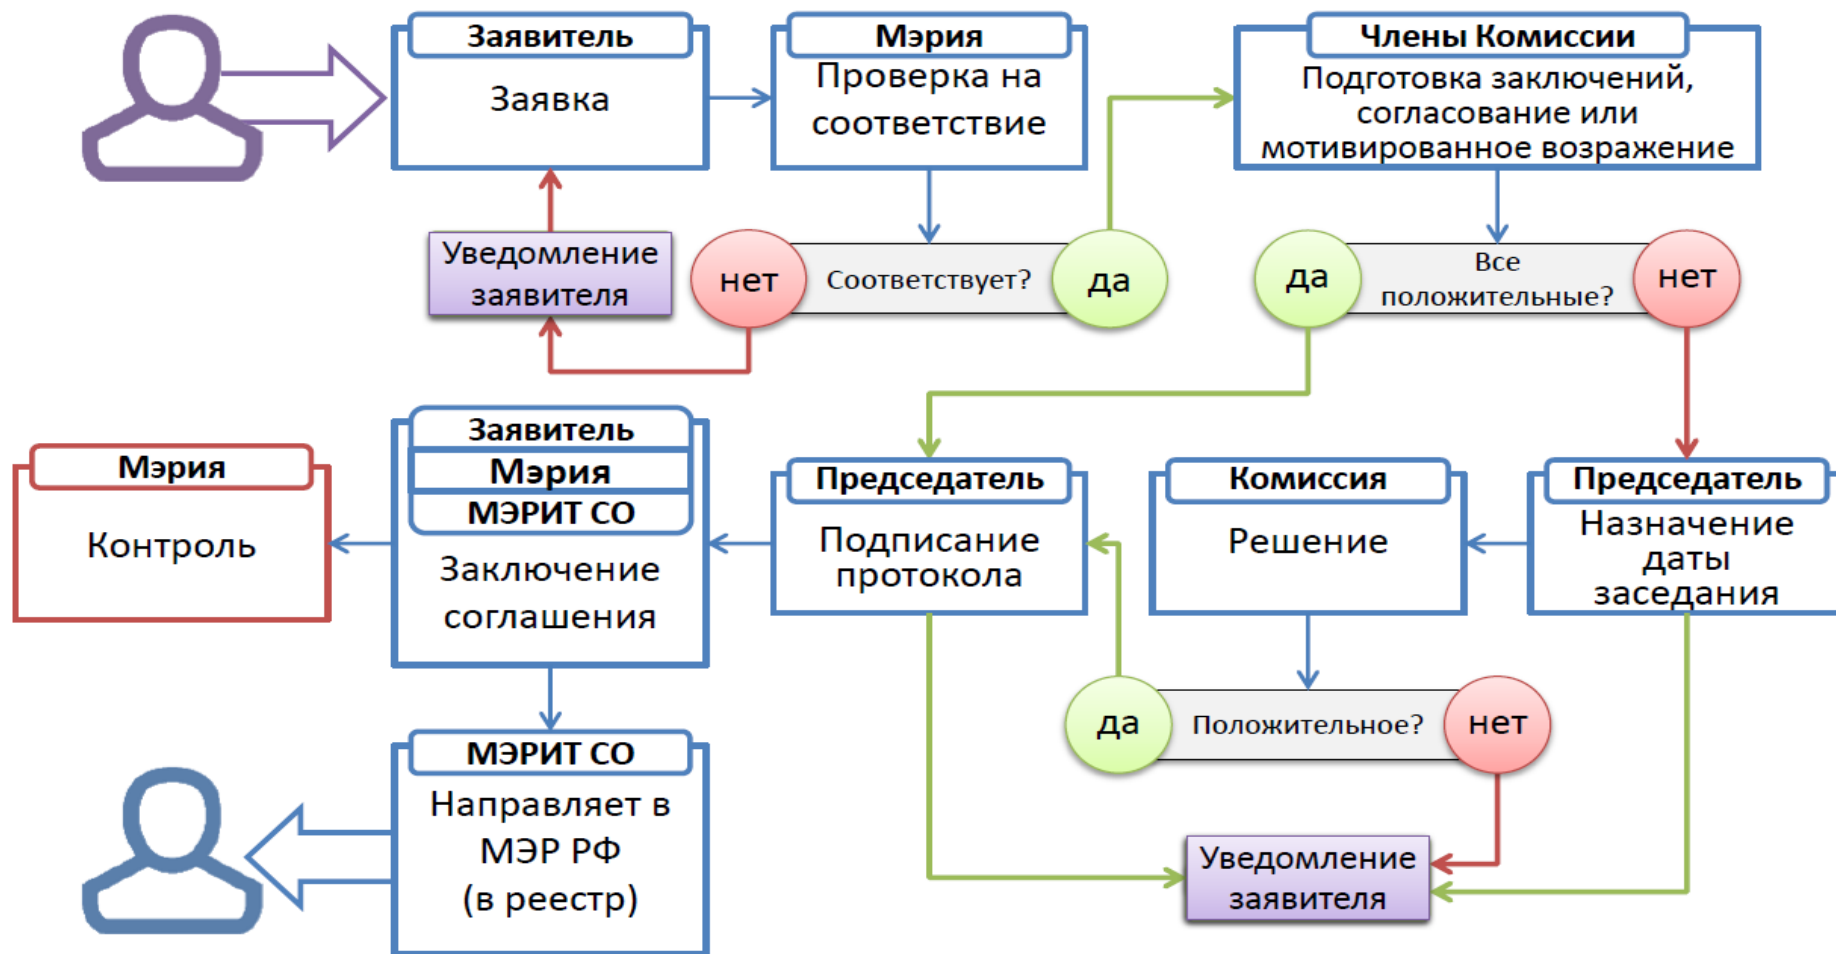 Заявитель
Заявка
Мэрия
Проверка на
соответствие
Члены Комиссии
Подготовка заключений,
согласование или
мотивированное возражение
Уведомление
заявителя
нет
Соответствует?
да
да
Все
положительные?
нет
Мэрия
Контроль
Заявитель
Мэрия
МЭРИТ СО
Заключение
соглашения
Председатель
Подписание
протокола
Комиссия
Решение
Председатель
Назначение
даты
заседания
да
Положительное?
нет
МЭРИТ СО
Направляет в
МЭР РФ
(в реестр)
Уведомление
заявителя